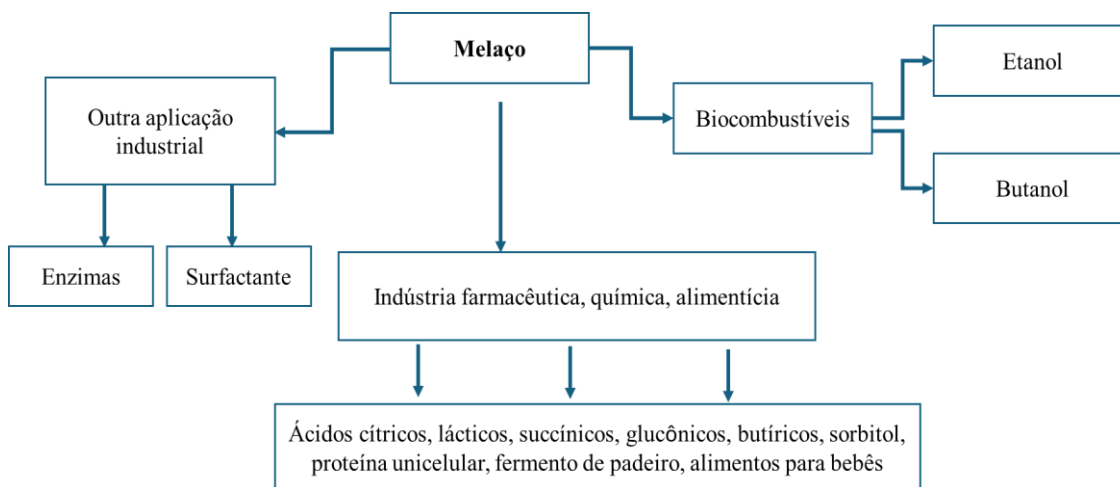 Melaço
Etanol
Outra aplicação
industrial
Biocombustíveis
Butanol
Enzimas
Surfactante
Indústria farmacêutica, química, alimentícia
Ácidos cítricos, lácticos, succínicos, glucônicos, butíricos, sorbitol,
proteína unicelular, fermento de padeiro, alimentos para bebês